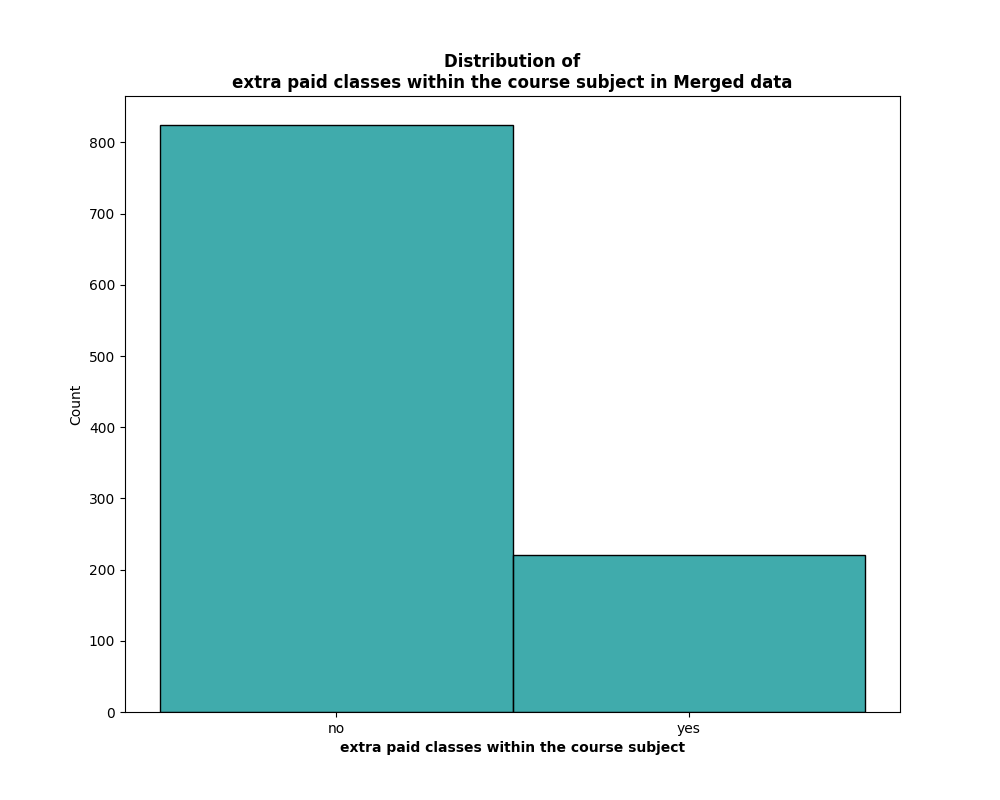 Distribution of
extra paid classes within the course subject in Merged data
800
700
600
500
400
300
200
100
0
Count
no
yes
extra paid classes within the course subject